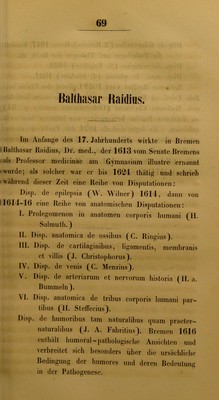 69
Balthasar Raidius.
Im Anfange des 17. Jahrhunderts wirkte in Bremen
Balthasar Raidius, Dr. med., der 1613 vom Senate Bremens
als Professor medicinae am Gymnasium illustre ernannt
wurde; als solcher war er bis 1621 thätig und schrieb
während dieser Zeit eine Reihe von Disputationen:
Disp. de epilepsia (W. Wilner) 1614, dann von
1614-16 eine Reihe von anatomischen Disputationen:
I. Prolegomenon in anatomen corporis humani (H.
Salmuth.)
II. Disp. anatomica de ossibus (C. Ringius).
III. Disp. de cartilaginibus, ligamentis, membranis
et villis (J. Christophorus).
IV. Disp. de venis (C. Menzius).
V. Disp. de arteriarum et nervorum historia (H. a.
Bummeln).
VI. Disp. anatomica de tribus corporis humani par-
tibus (H. Steffecius).
Disp. de humoribus tam naturalibus quam praeter-
naturalibus (J. A. Fabritius). Bremen 1616
enthält humoral-pathologische Ansichten und
verbreitet sich besonders über die ursächliche
Bedingung der humores und deren Bedeutung
in der Pathogenese.